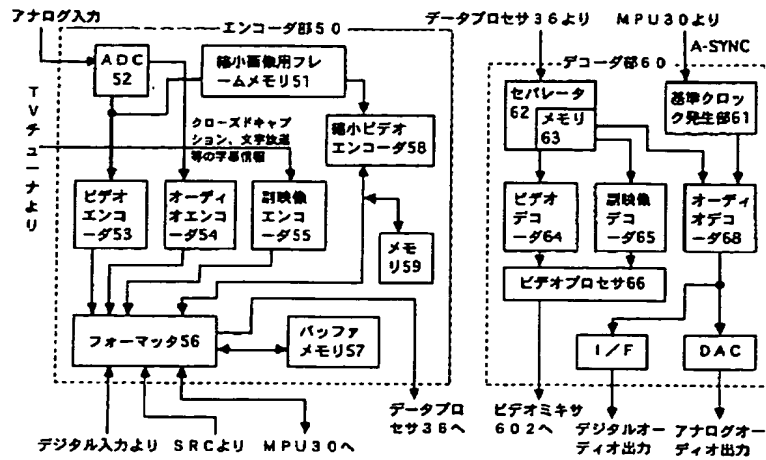 アナログ入力
エンコーダ部50
ADC
52
縮小画像用フレ
ームメモリ51
TVチューナより
クローズドキャプ
ション、文字放送
等の字幕情報
縮小ビデオ
エンコーダ58
ビデオ
エンコ
ーダ53
オーディ
オエンコ
ーダ54
副映像
エンコ
ーダ55
メモ
リ59
フォーマッタ56
バッファ
メモリ57
デジタル入力より
SRCより
MPU30へ
データプロ
セサ36へ
データプロセサ36より
MPU30より
A-SYNC
デコーダ部60
セパレータ
62
メモリ
63
基準クロッ
ク発生部61
ビデオ
デコ
ーダ64
副映像
デコ
ーダ65
オーデ
ィオデコ
ーダ68
ビデオプロセサ66
I/F
DAC
ビデオミキサ
602へ
デジタルオー
ディオ出力
アナログオー
ディオ出力